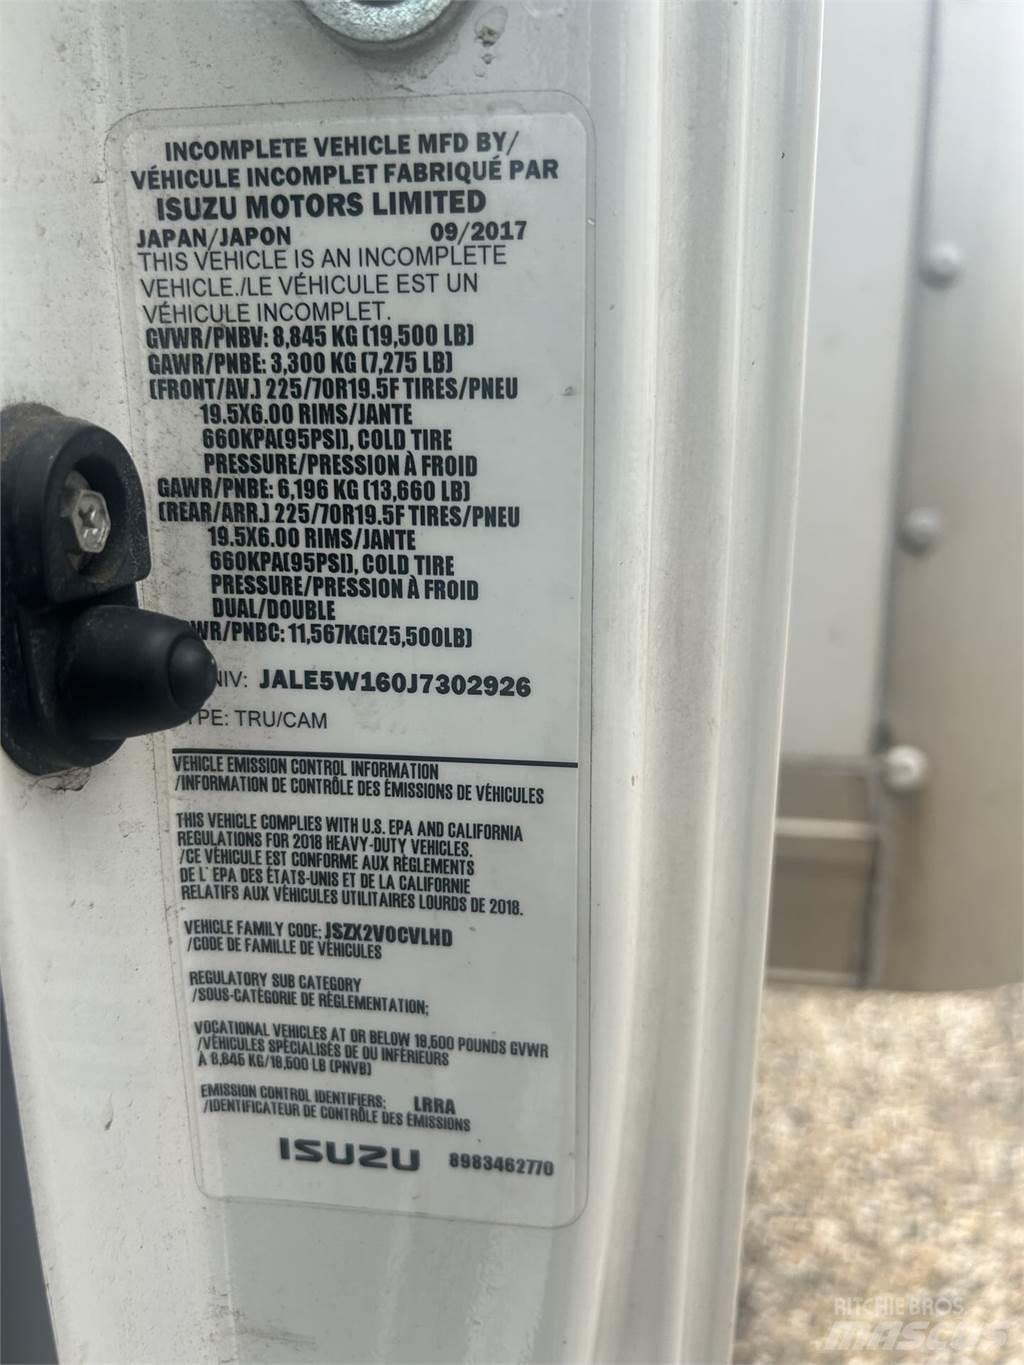 INCOMPLETE VEHICLE MFD BY/
VÉHICULE INCOMPLET FABRIQUÉ PAR
ISUZU MOTORS LIMITED
JAPAN/JAPON 09/2017
THIS VEHICLE IS AN INCOMPLETE
VEHICLE./LE VÉHICULE EST UN
VÉHICULE INCOMPLET.
GVWR/PNBV: 8,845 KG (19,500 LB)
GAWR/PNBE: 3,300 KG (7,275 LB)
(FRONT/AV.) 225/70R19.5F TIRES/PNEU
19.5X6.00 RIMS/JANTE
660KPA(95PSI), COLD TIRE
PRESSURE/PRESSION À FROID
GAWR/PNBE: 6,196 KG (13,660 LB)
(REAR/ARR.) 225/70R19.5F TIRES/PNEU
19.5X6.00 RIMS/JANTE
660KPA(95PSI), COLD TIRE
PRESSURE/PRESSION À FROID
DUAL/DOUBLE
WR/PNBC: 11,567KG(25,500LB)
NIV: JALE5W160J7302926
PE: TRU/CAM
VEHICLE EMISSION CONTROL INFORMATION
/INFORMATION DE CONTRÔLE DES ÉMISSIONS DE VÉHICULES
THIS VEHICLE COMPLIES WITH U.S. EPA AND CALIFORNIA
REGULATIONS FOR 2018 HEAVY-DUTY VEHICLES.
/CE VÉHICULE EST CONFORME AUX RÈGLEMENTS
DE L' EPA DES ÉTATS-UNIS ET DE LA CALIFORNIE
RELATIFS AUX VÉHICULES UTILITAIRES LOURDS DE 2018.
VEHICLE FAMILY CODE: JSZX2VOCVLHD
/CODE DE FAMILLE DE VÉHICULES
REGULATORY SUB CATEGORY
/SOUS-CATÉGORIE DE RÈGLEMENTATION;
VOCATIONAL VEHICLES AT OR BELOW 19,500 POUNDS GVWR
/VÉHICULES SPÉCIALISÉS DE OU INFÉRIEURS
À 8,845 KG/19,500 LB (PNVB)
EMISSION CONTROL IDENTIFIERS: LRRA
/IDENTIFICATEUR DE CONTRÔLE DES ÉMISSIONS
ISUZU 8983462770
RITCHIE BROS.
MASCUS